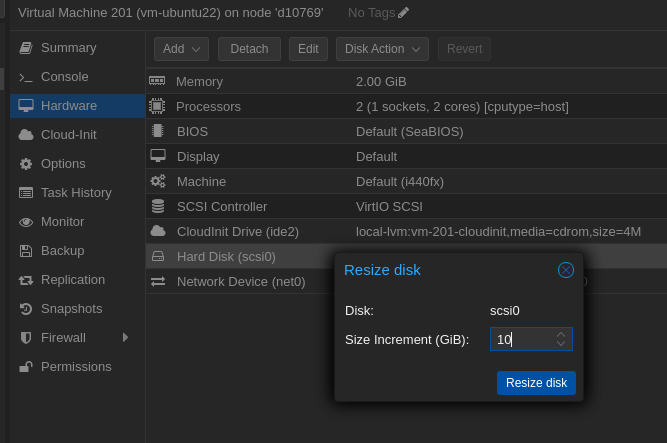 Virtual Machine 201 (vm-ubuntu22) on node 'd10769' No Tags
Summary
Console
Hardware
Cloud-Init
Options
Task History
Monitor
Backup
Replication
Snapshots
Firewall
Permissions
Add Detach Edit Disk Action Revert
Memory 2.00 GiB
Processors 2 (1 sockets, 2 cores) [cputype=host]
BIOS Default (SeaBIOS)
Display Default
Machine Default (i440fx)
SCSI Controller VirtIO SCSI
CloudInit Drive (ide2) local-lvm:vm-201-cloudinit,media=cdrom,size=4M
Hard Disk (scsi0)
Network Device (net0)
Resize disk
Disk: scsi0
Size Increment (GiB): 10
Resize disk